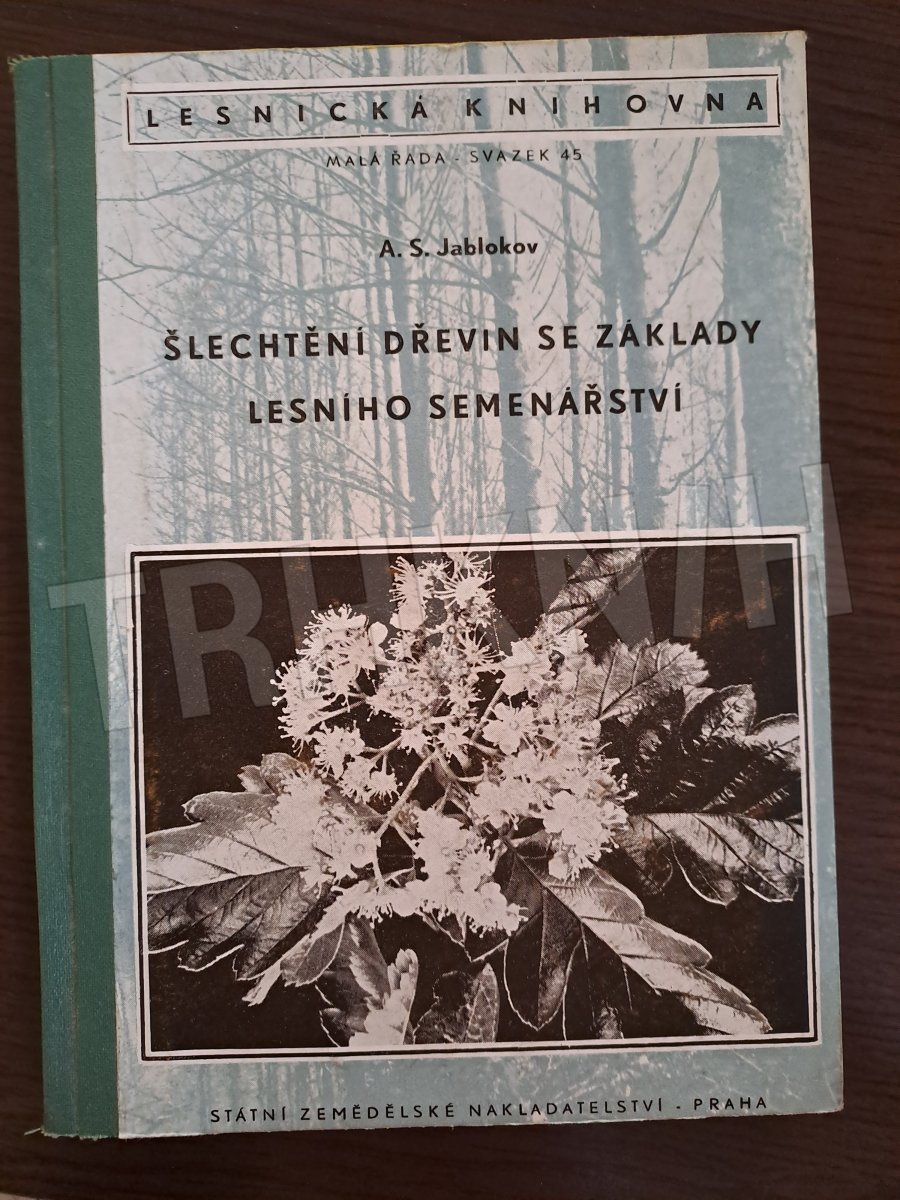 LESNICKÁ KNIHOVNA
MALÁ ŘADA - SVAZEK 45
A. S. Jablokov
ŠLECHTĚNÍ DŘEVIN SE ZÁKLADY
LESNÍHO SEMENÁŘSTVÍ
TRHKNIH
STÁTNÍ ZEMĚDĚLSKÉ NAKLADATELSTVÍ - PRAHA